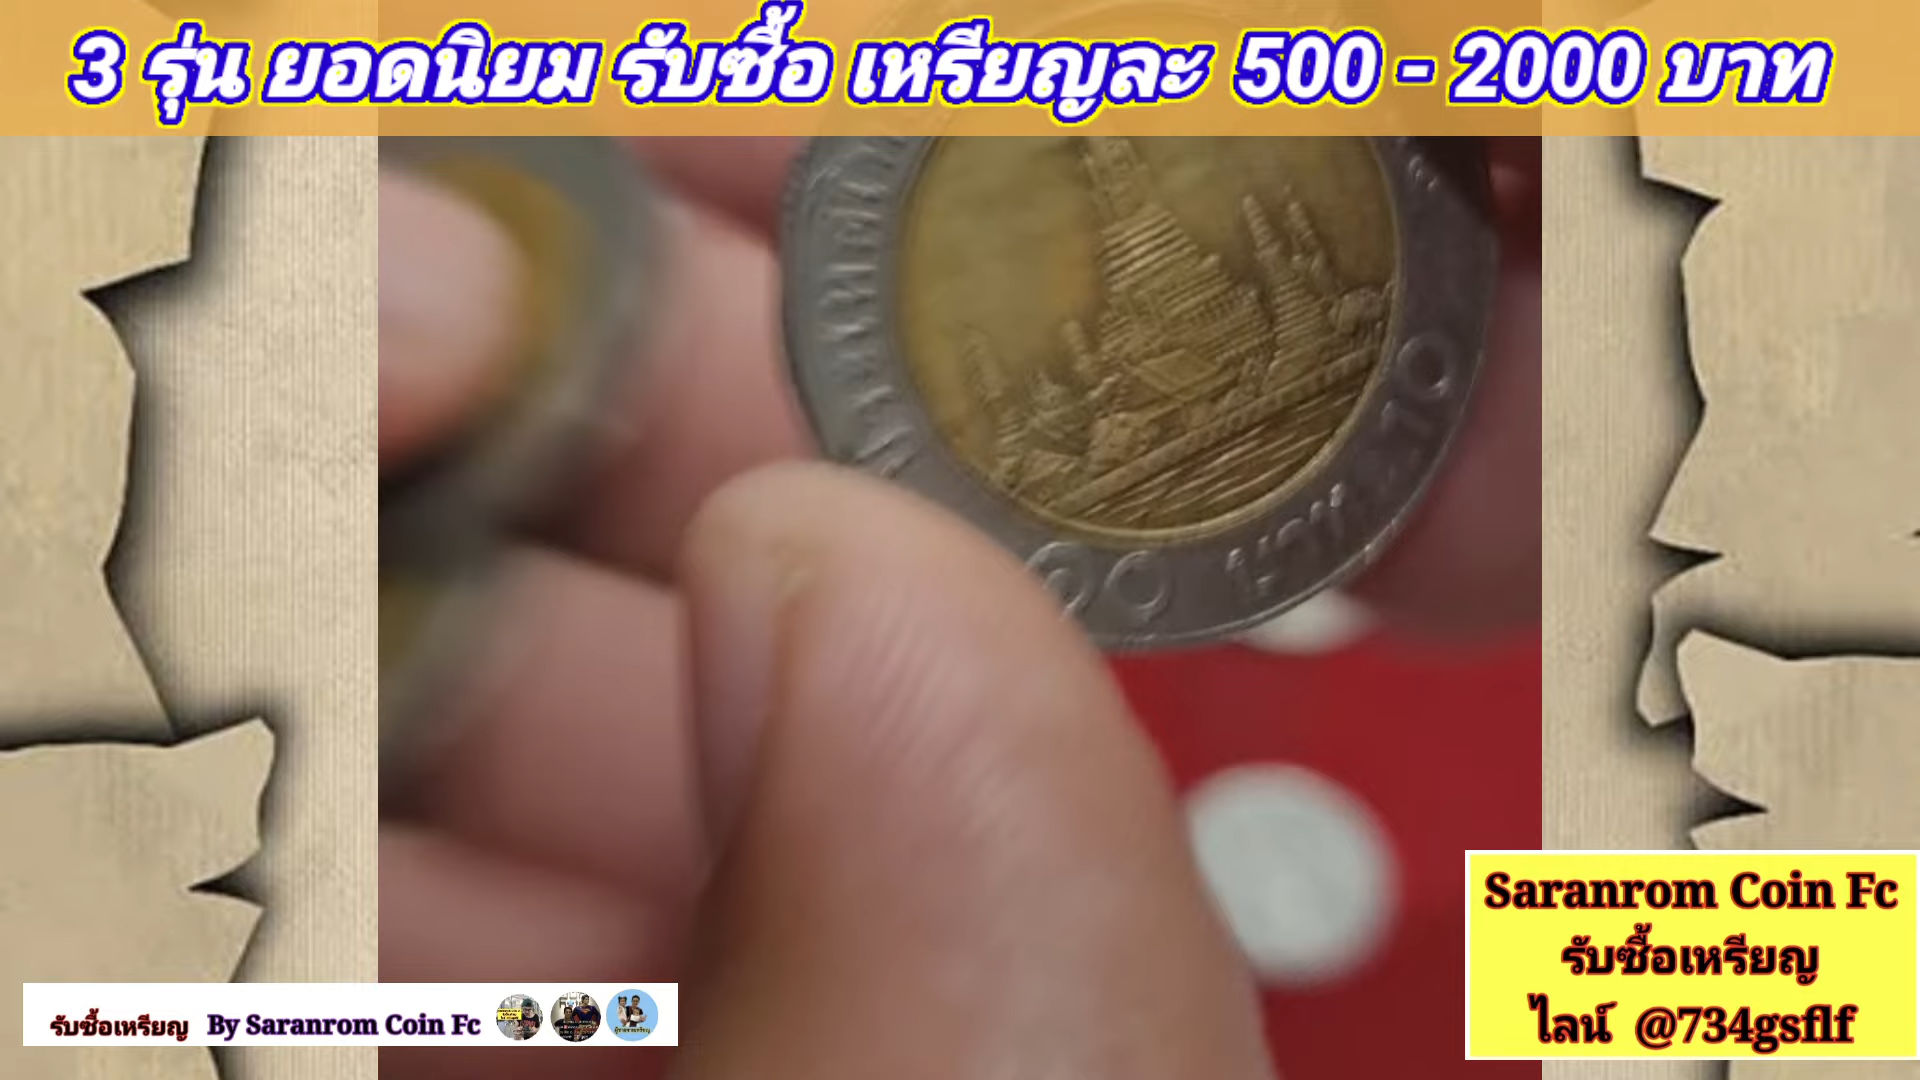 3 รุ่น ยอดนิยม รับซื้อ เหรียญละ 500 - 2000 บาท
๑๐ บาท 10
Saranrom Coin Fc
รับซื้อเหรียญ
ไลน์ @734gsflf
รับซื้อเหรียญ By Saranrom Coin Fc